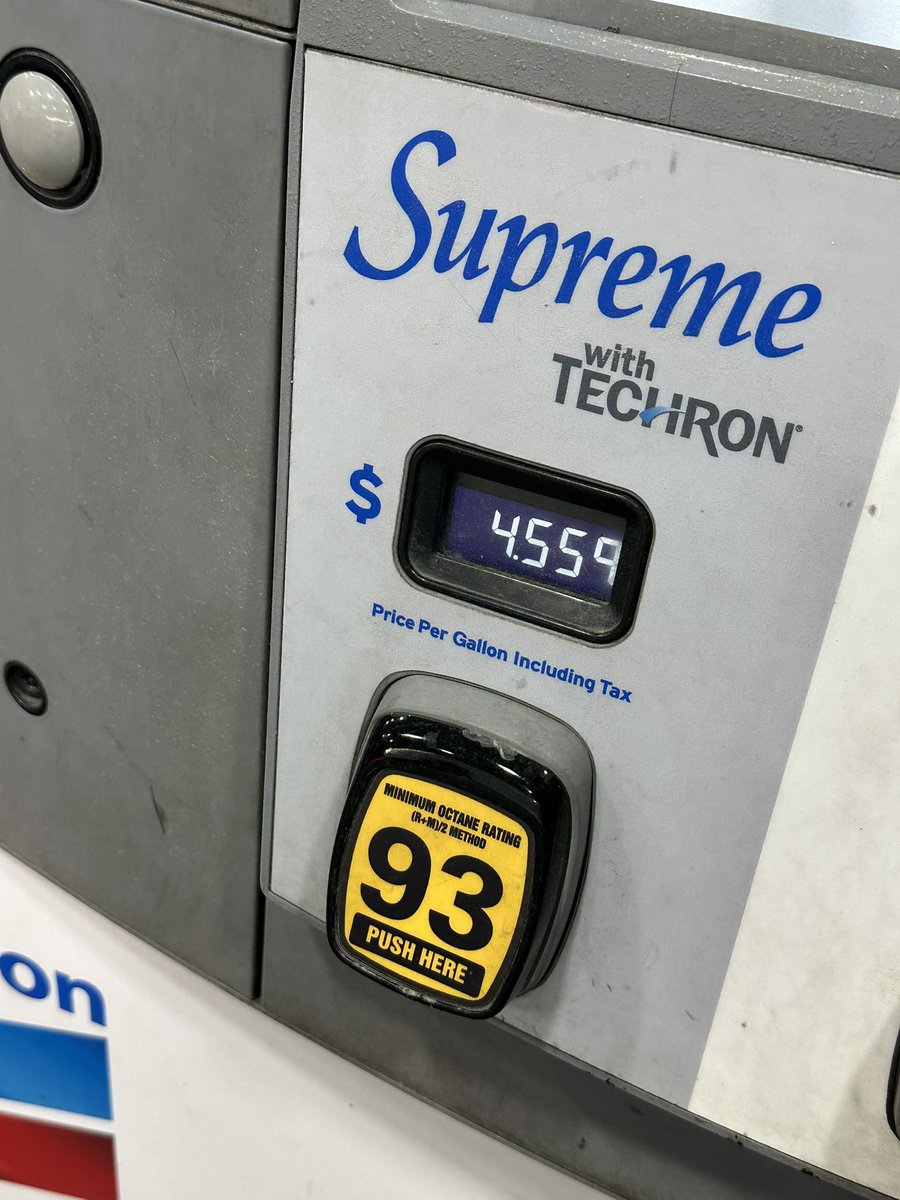 Supreme
with
TECHRON®
$ 4.559
Price Per Gallon Including Tax
MINIMUM OCTANE RATING
(R+M)/2 METHOD
93
PUSH HERE
on